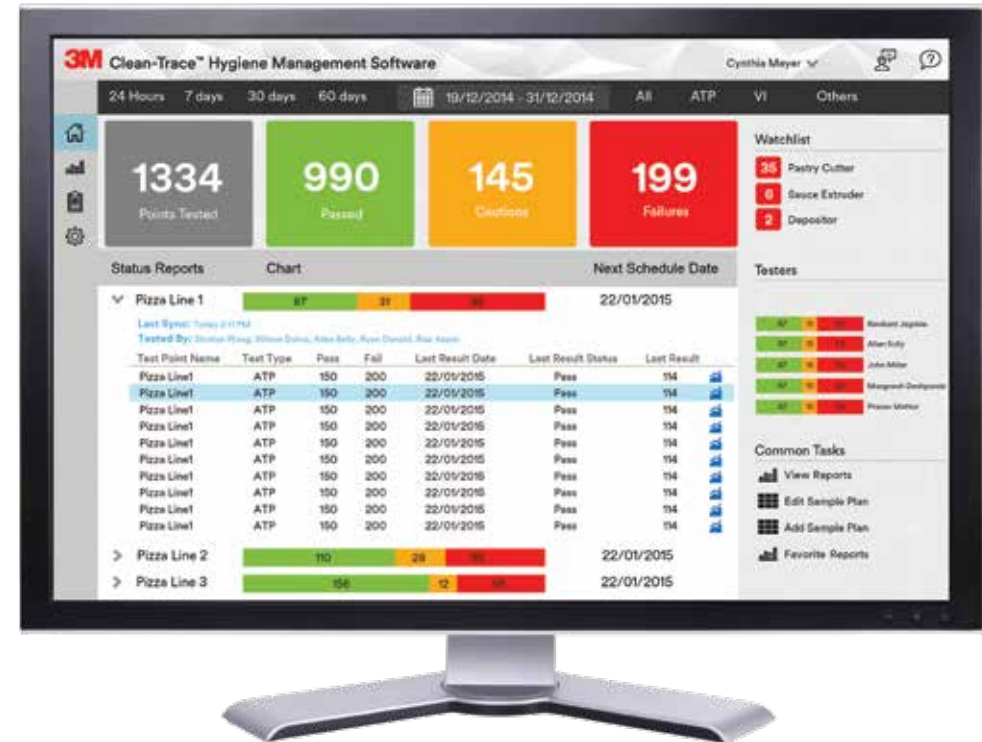 3M Clean-Trace™ Hygiene Management Software
Cynthia Meyer
24 Hours 7 days 30 days 60 days 19/12/2014 - 31/12/2014 All ATP VI Others
1334 Points Tested
990 Passed
145 Cautions
199 Failures
Watchlist
35 Pastry Cutter
6 Sauce Extruder
2 Depositor
Status Reports Chart Next Schedule Date
Pizza Line 1 67 31 22/01/2015
Last Sync: Today
Tested By:
Test Point Name Test Type Pass Fail Last Result Date Last Result Status Last Result
Pizza Line1 ATP 150 200 22/01/2015 Pass 114
Pizza Line1 ATP 150 200 22/01/2015 Pass 114
Pizza Line1 ATP 150 200 22/01/2015 Pass 114
Pizza Line1 ATP 150 200 22/01/2015 Pass 114
Pizza Line1 ATP 150 200 22/01/2015 Pass 114
Pizza Line1 ATP 150 200 22/01/2015 Pass 114
Pizza Line1 ATP 150 200 22/01/2015 Pass 114
Pizza Line1 ATP 150 200 22/01/2015 Pass 114
Pizza Line1 ATP 150 200 22/01/2015 Pass 114
Pizza Line1 ATP 150 200 22/01/2015 Pass 114
Pizza Line 2 110 28 22/01/2015
Pizza Line 3 156 12 22/01/2015
Testers
Allan
John Miller
Common Tasks
View Reports
Edit Sample Plan
Add Sample Plan
Favorite Reports